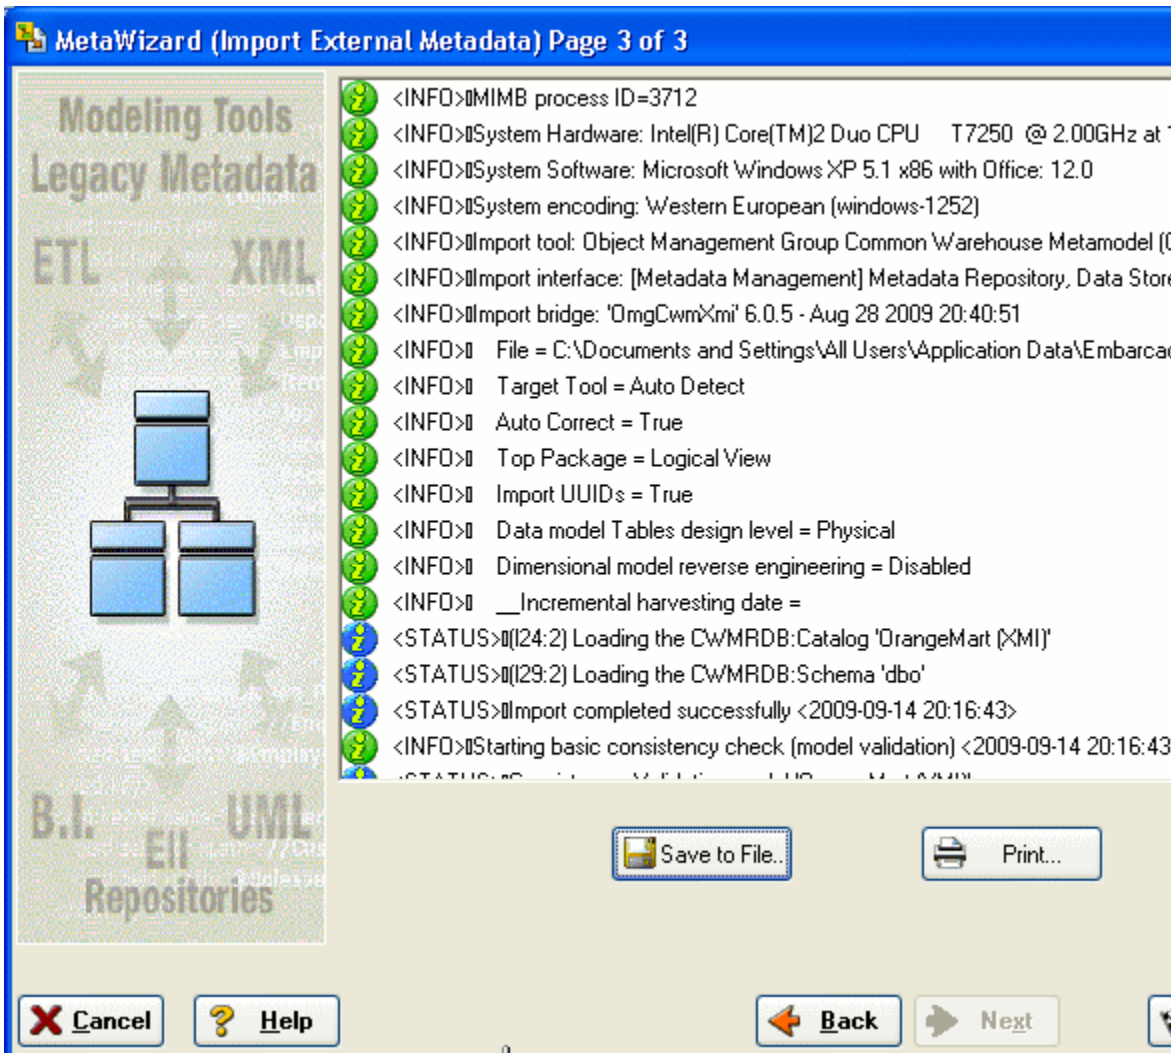 MetaWizard (Import External Metadata) Page 3 of 3
Modeling Tools
Legacy Metadata
ETL XML
B.I. EII UML
Repositories
<INFO>▯MIMB process ID=3712
<INFO>▯System Hardware: Intel(R) Core(TM)2 Duo CPU T7250 @ 2.00GHz at
<INFO>▯System Software: Microsoft Windows XP 5.1 x86 with Office: 12.0
<INFO>▯System encoding: Western European (windows-1252)
<INFO>▯Import tool: Object Management Group Common Warehouse Metamodel (
<INFO>▯Import interface: [Metadata Management] Metadata Repository, Data Store
<INFO>▯Import bridge: 'OmgCwmXmi' 6.0.5 - Aug 28 2009 20:40:51
<INFO>▯ File = C:\Documents and Settings\All Users\Application Data\Embarcad
<INFO>▯ Target Tool = Auto Detect
<INFO>▯ Auto Correct = True
<INFO>▯ Top Package = Logical View
<INFO>▯ Import UUIDs = True
<INFO>▯ Data model Tables design level = Physical
<INFO>▯ Dimensional model reverse engineering = Disabled
<INFO>▯ __Incremental harvesting date =
<STATUS>▯(l24:2) Loading the CWMRDB:Catalog 'OrangeMart (XMI)'
<STATUS>▯(l29:2) Loading the CWMRDB:Schema 'dbo'
<STATUS>▯Import completed successfully <2009-09-14 20:16:43>
<INFO>▯Starting basic consistency check (model validation) <2009-09-14 20:16:43
Save to File..
Print...
Cancel
Help
Back
Next